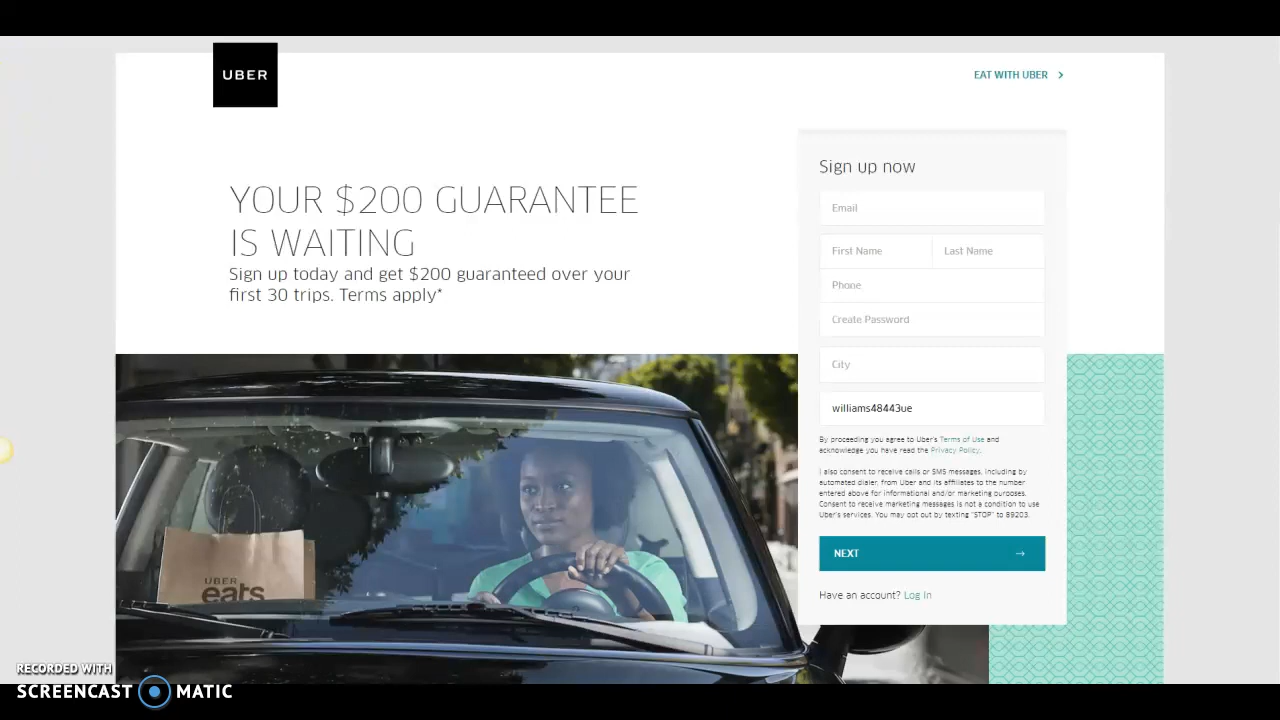 UBER
EAT WITH UBER
YOUR $200 GUARANTEE
IS WAITING
Sign up today and get $200 guaranteed over your
first 30 trips. Terms apply*
Sign up now
Email
First Name Last Name
Phone
Create Password
City
williams48443ue
By proceeding you agree to Uber's Terms of Use and
acknowledge you have read the Privacy Policy.
I also consent to receive calls or SMS messages, including by
automated dialer, from Uber and its affiliates to the number
entered above for informational and/or marketing purposes.
Consent to receive marketing messages is not a condition to use
Uber's services. You may opt out by texting "STOP" to 89203.
NEXT
Have an account? Log In
UBER
eats
RECORDED WITH
SCREENCAST MATIC